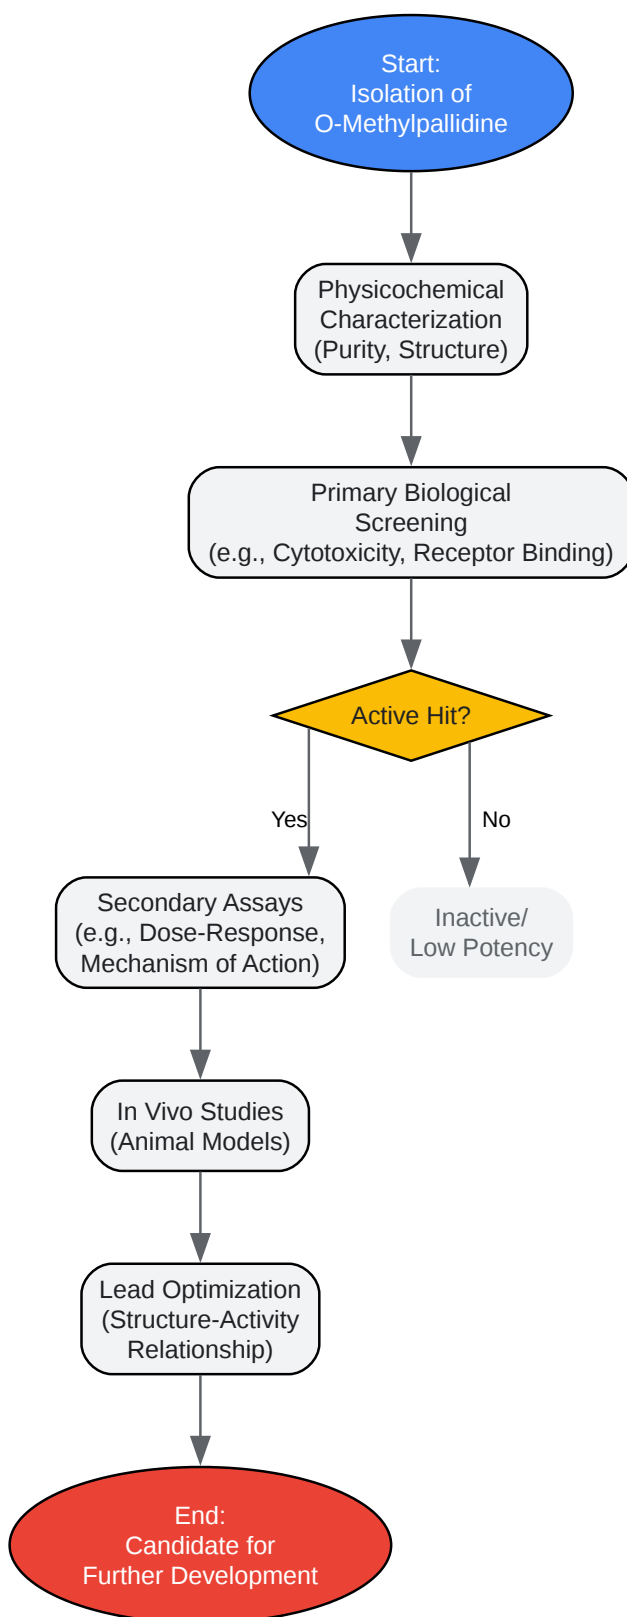 Start:
Isolation of
O-Methylpallidine
Physicochemical
Characterization
(Purity, Structure)
Primary Biological
Screening
(e.g., Cytotoxicity, Receptor Binding)
Active Hit?
Yes
No
Secondary Assays
(e.g., Dose-Response,
Mechanism of Action)
Inactive/
Low Potency
In Vivo Studies
(Animal Models)
Lead Optimization
(Structure-Activity
Relationship)
End:
Candidate for
Further Development